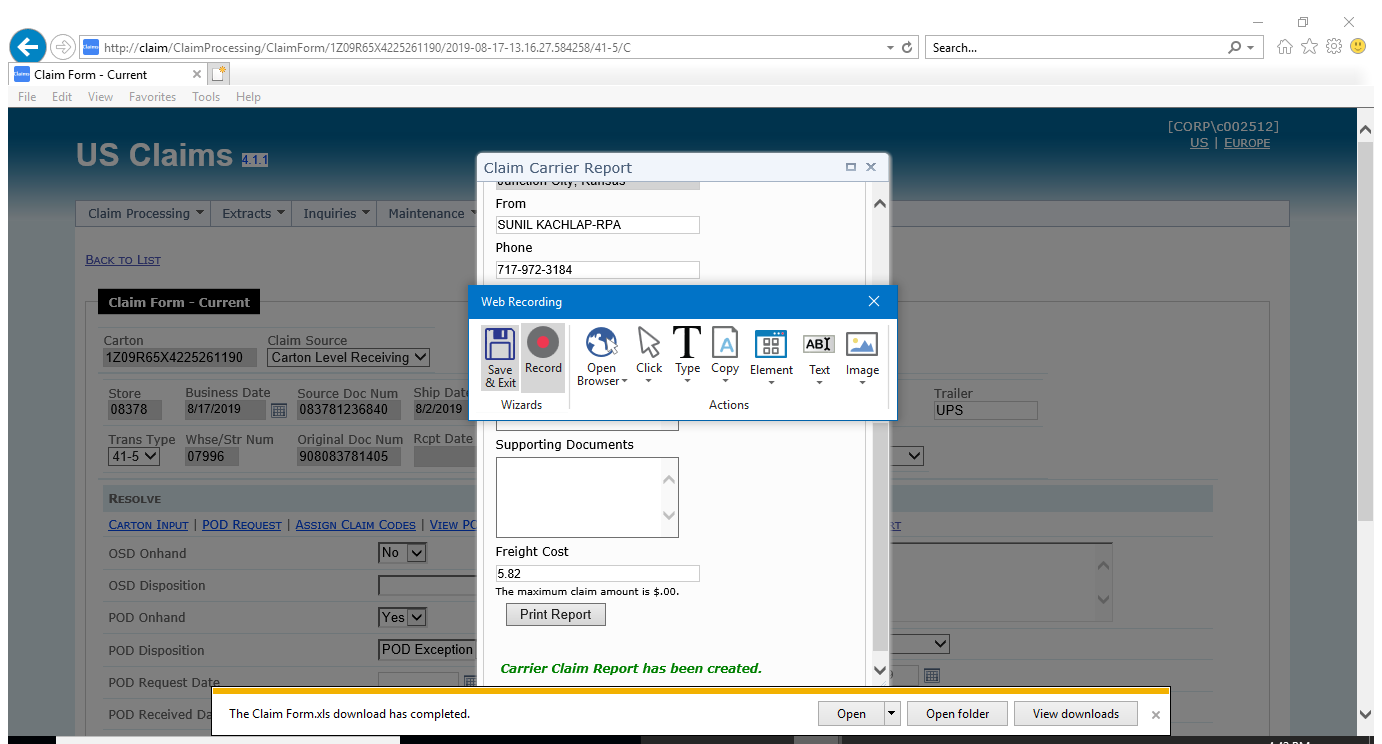 http://claim/ClaimProcessing/ClaimForm/1Z09R65X4225261190/2019-08-17-13.16.27.584258/41-5/C
Search...
Claim Form - Current
File Edit View Favorites Tools Help
[CORP\c002512]
US | EUROPE
US Claims 4.1.1
Claim Processing Extracts Inquiries Maintenance
BACK TO LIST
Claim Form - Current
Carton Claim Source
1Z09R65X4225261190 Carton Level Receiving
Store Business Date Source Doc Num Ship Date Trailer
08378 8/17/2019 083781236840 8/2/2019 UPS
Trans Type Whse/Str Num Original Doc Num Rcpt Date
41-5 07996 908083781405
RESOLVE
CARTON INPUT | POD REQUEST | ASSIGN CLAIM CODES | VIEW PO
OSD Onhand No
OSD Disposition
POD Onhand Yes
POD Disposition POD Exception
POD Request Date
POD Received Da
Claim Carrier Report
Junction City, Kansas
From
SUNIL KACHLAP-RPA
Phone
717-972-3184
Web Recording
Save & Exit
Record
Open Browser
Click
Type
Copy
Element
Text
Image
Wizards
Actions
Supporting Documents
Freight Cost
5.82
The maximum claim amount is $.00.
Print Report
Carrier Claim Report has been created.
The Claim Form.xls download has completed.
Open
Open folder
View downloads